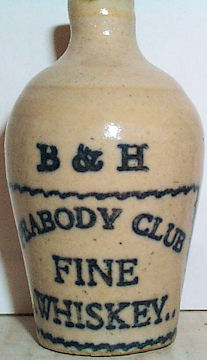 B & H
EABODY CLUB
FINE
WHISKEY..